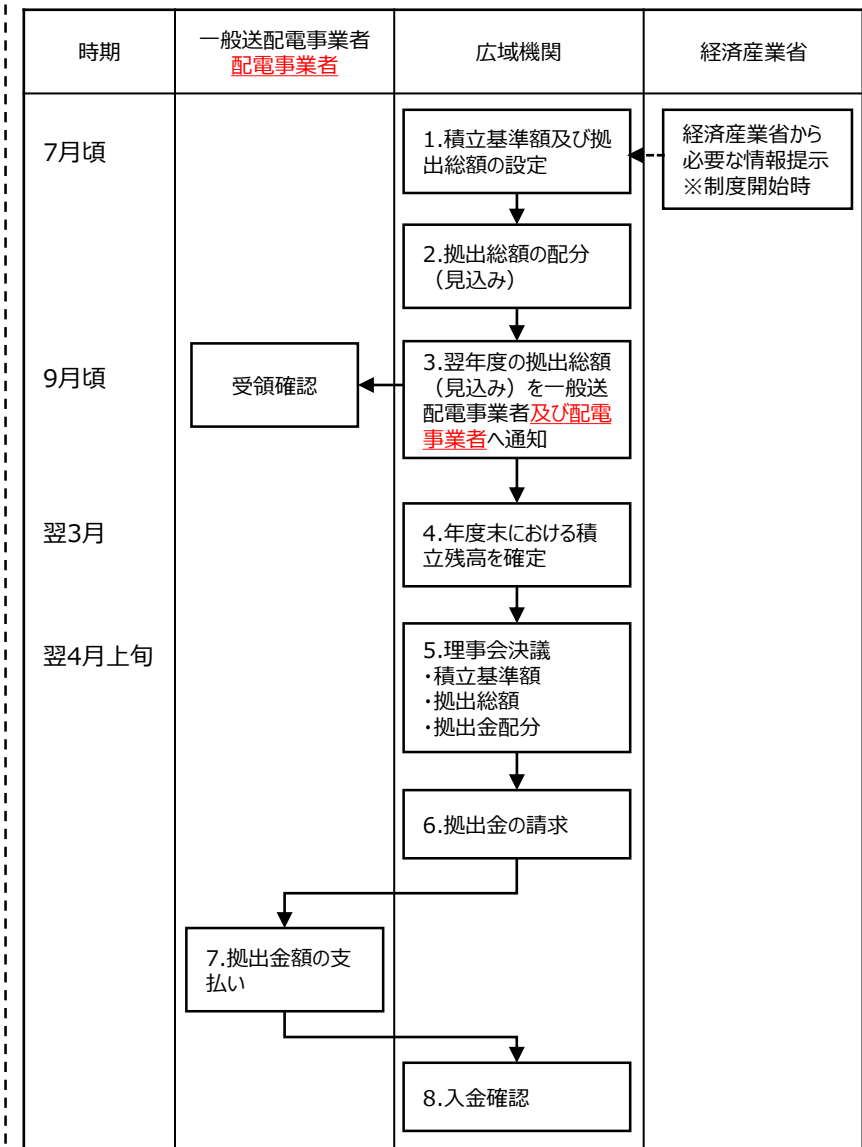 時期
一般送配電事業者
配電事業者
広域機関
経済産業省
7月頃
1.積立基準額及び拠
出総額の設定
経済産業省から
必要な情報提示
※制度開始時
2.拠出総額の配分
（見込み）
9月頃
受領確認
3.翌年度の拠出総額
（見込み）を一般送
配電事業者及び配電
事業者へ通知
翌3月
4.年度末における積
立残高を確定
翌4月上旬
5.理事会決議
・積立基準額
・拠出総額
・拠出金配分
6.拠出金の請求
7.拠出金額の支
払い
8.入金確認